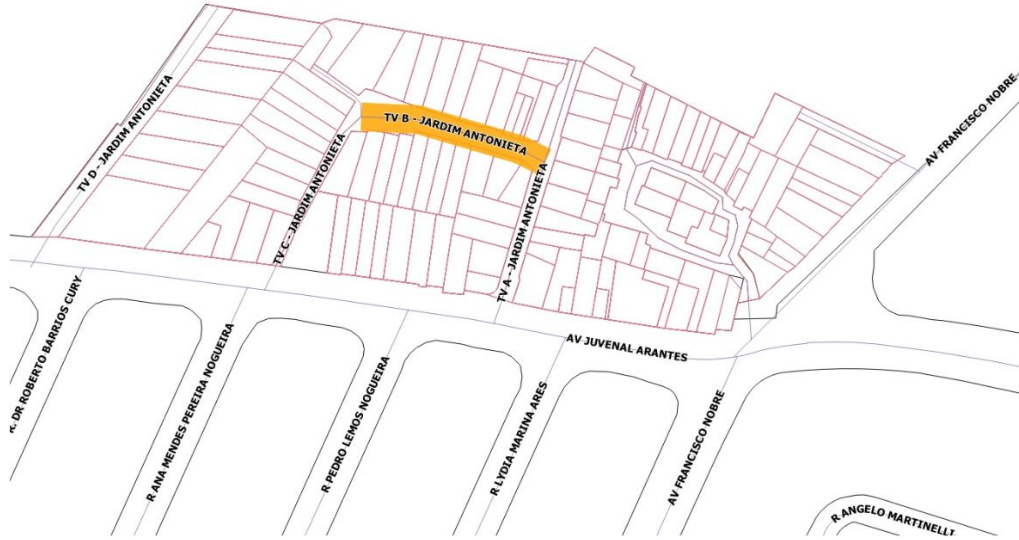 AV FRANCISCO NOBRE
TV D - JARDIM ANTONIETA
TV B - JARDIM ANTONIETA
TV C - JARDIM ANTONIETA
TV A - JARDIM ANTONIETA
AV JUVENAL ARANTES
R. DR ROBERTO BARRIOS CURY
R ANA MENDES PEREIRA NOGUEIRA
R PEDRO LEMOS NOGUEIRA
R LYDIA MARINA ARES
AV FRANCISCO NOBRE
R ANGELO MARTINELLI